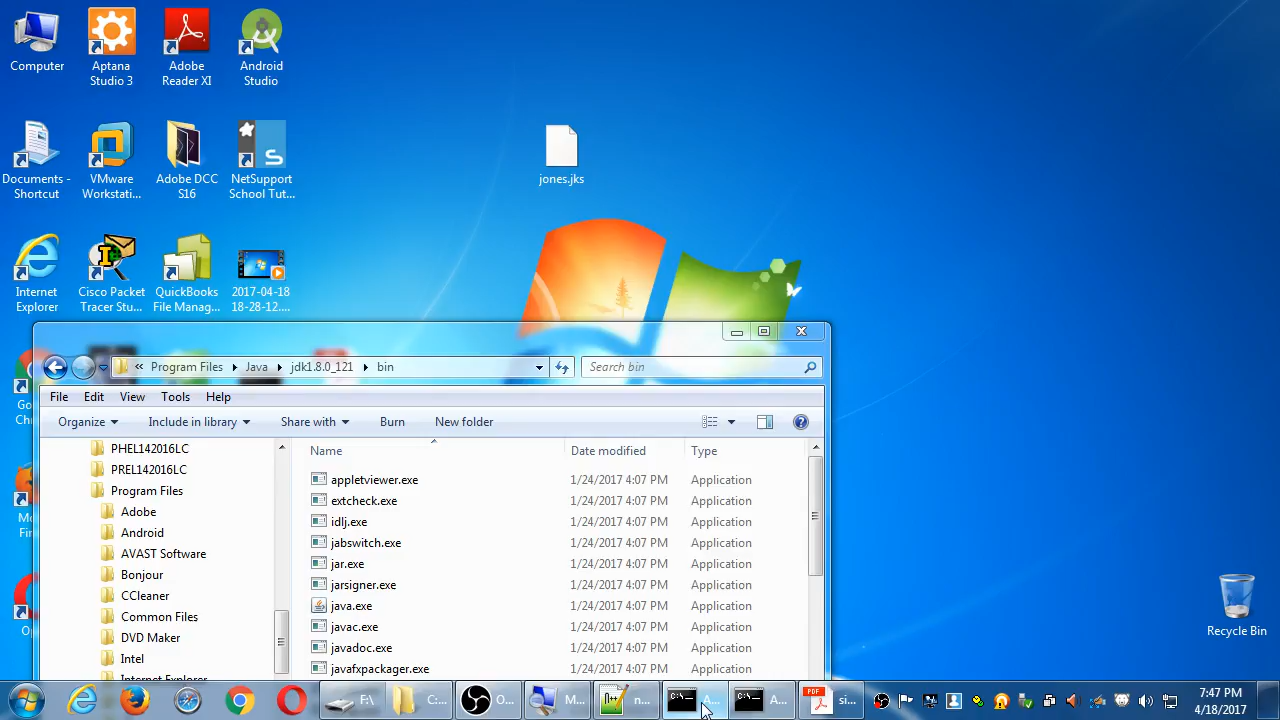 Computer
Aptana
Studio 3
Adobe
Reader XI
Android
Studio
Documents -
Shortcut
VMware
Workstati...
Adobe DCC
S16
NetSupport
School Tut...
jones.jks
Internet
Explorer
Cisco Packet
Tracer Stu...
QuickBooks
File Manag...
2017-04-18
18-28-12....
Go
Ch
Mo
Fir
Op
« Program Files Java jdk1.8.0_121 bin
Search bin
File Edit View Tools Help
Organize Include in library Share with Burn New folder
Name Date modified Type
PHEL142016LC
PREL142016LC
Program Files
Adobe
Android
AVAST Software
Bonjour
CCleaner
Common Files
DVD Maker
Intel
Internet Explorer
appletviewer.exe 1/24/2017 4:07 PM Application
extcheck.exe 1/24/2017 4:07 PM Application
idlj.exe 1/24/2017 4:07 PM Application
jabswitch.exe 1/24/2017 4:07 PM Application
jar.exe 1/24/2017 4:07 PM Application
jarsigner.exe 1/24/2017 4:07 PM Application
java.exe 1/24/2017 4:07 PM Application
javac.exe 1/24/2017 4:07 PM Application
javadoc.exe 1/24/2017 4:07 PM Application
javafxpackager.exe 1/24/2017 4:07 PM Application
Recycle Bin
F:\ C:... O... M... n... A... A... si...
PDF
C:\.
C:\.
7:47 PM
4/18/2017